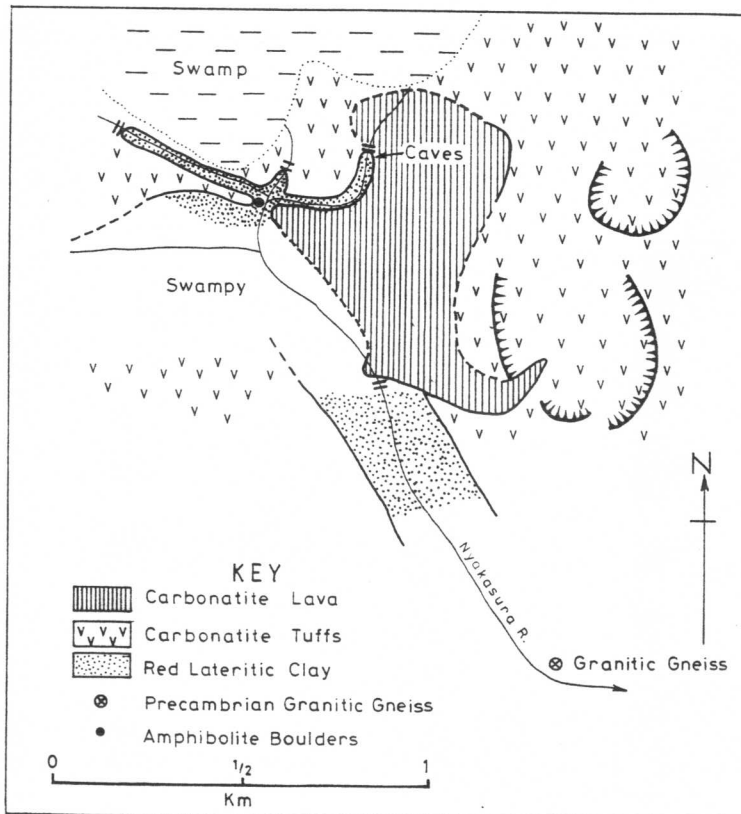 Swamp
Caves
Swampy
N
Nyakasura R.
KEY
Carbonatite Lava
Carbonatite Tuffs
Red Lateritic Clay
Precambrian Granitic Gneiss
Amphibolite Boulders
Granitic Gneiss
0 1/2 1
Km